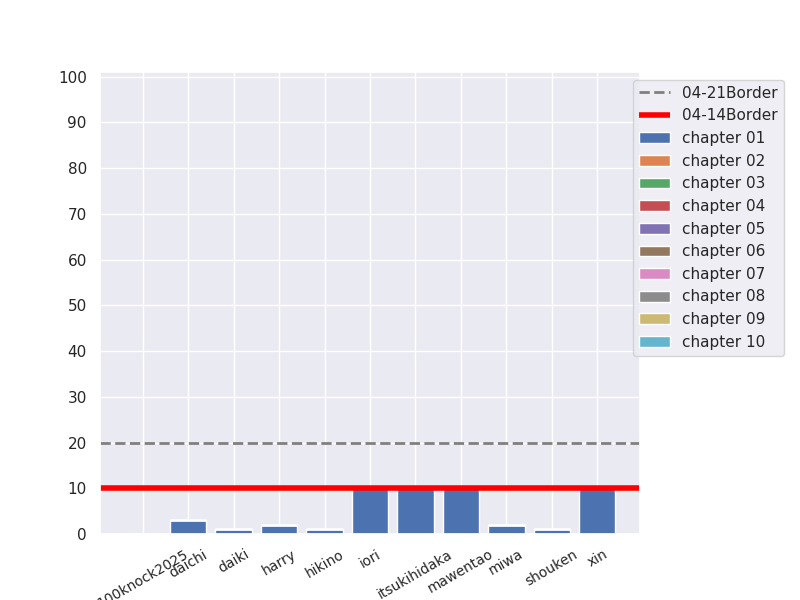 100
90
80
70
60
50
40
30
20
10
0
04-21Border
04-14Border
chapter 01
chapter 02
chapter 03
chapter 04
chapter 05
chapter 06
chapter 07
chapter 08
chapter 09
chapter 10
100knock2025
daichi
daiki
harry
hikino
iori
itsukihidaka
mawentao
miwa
shouken
xin